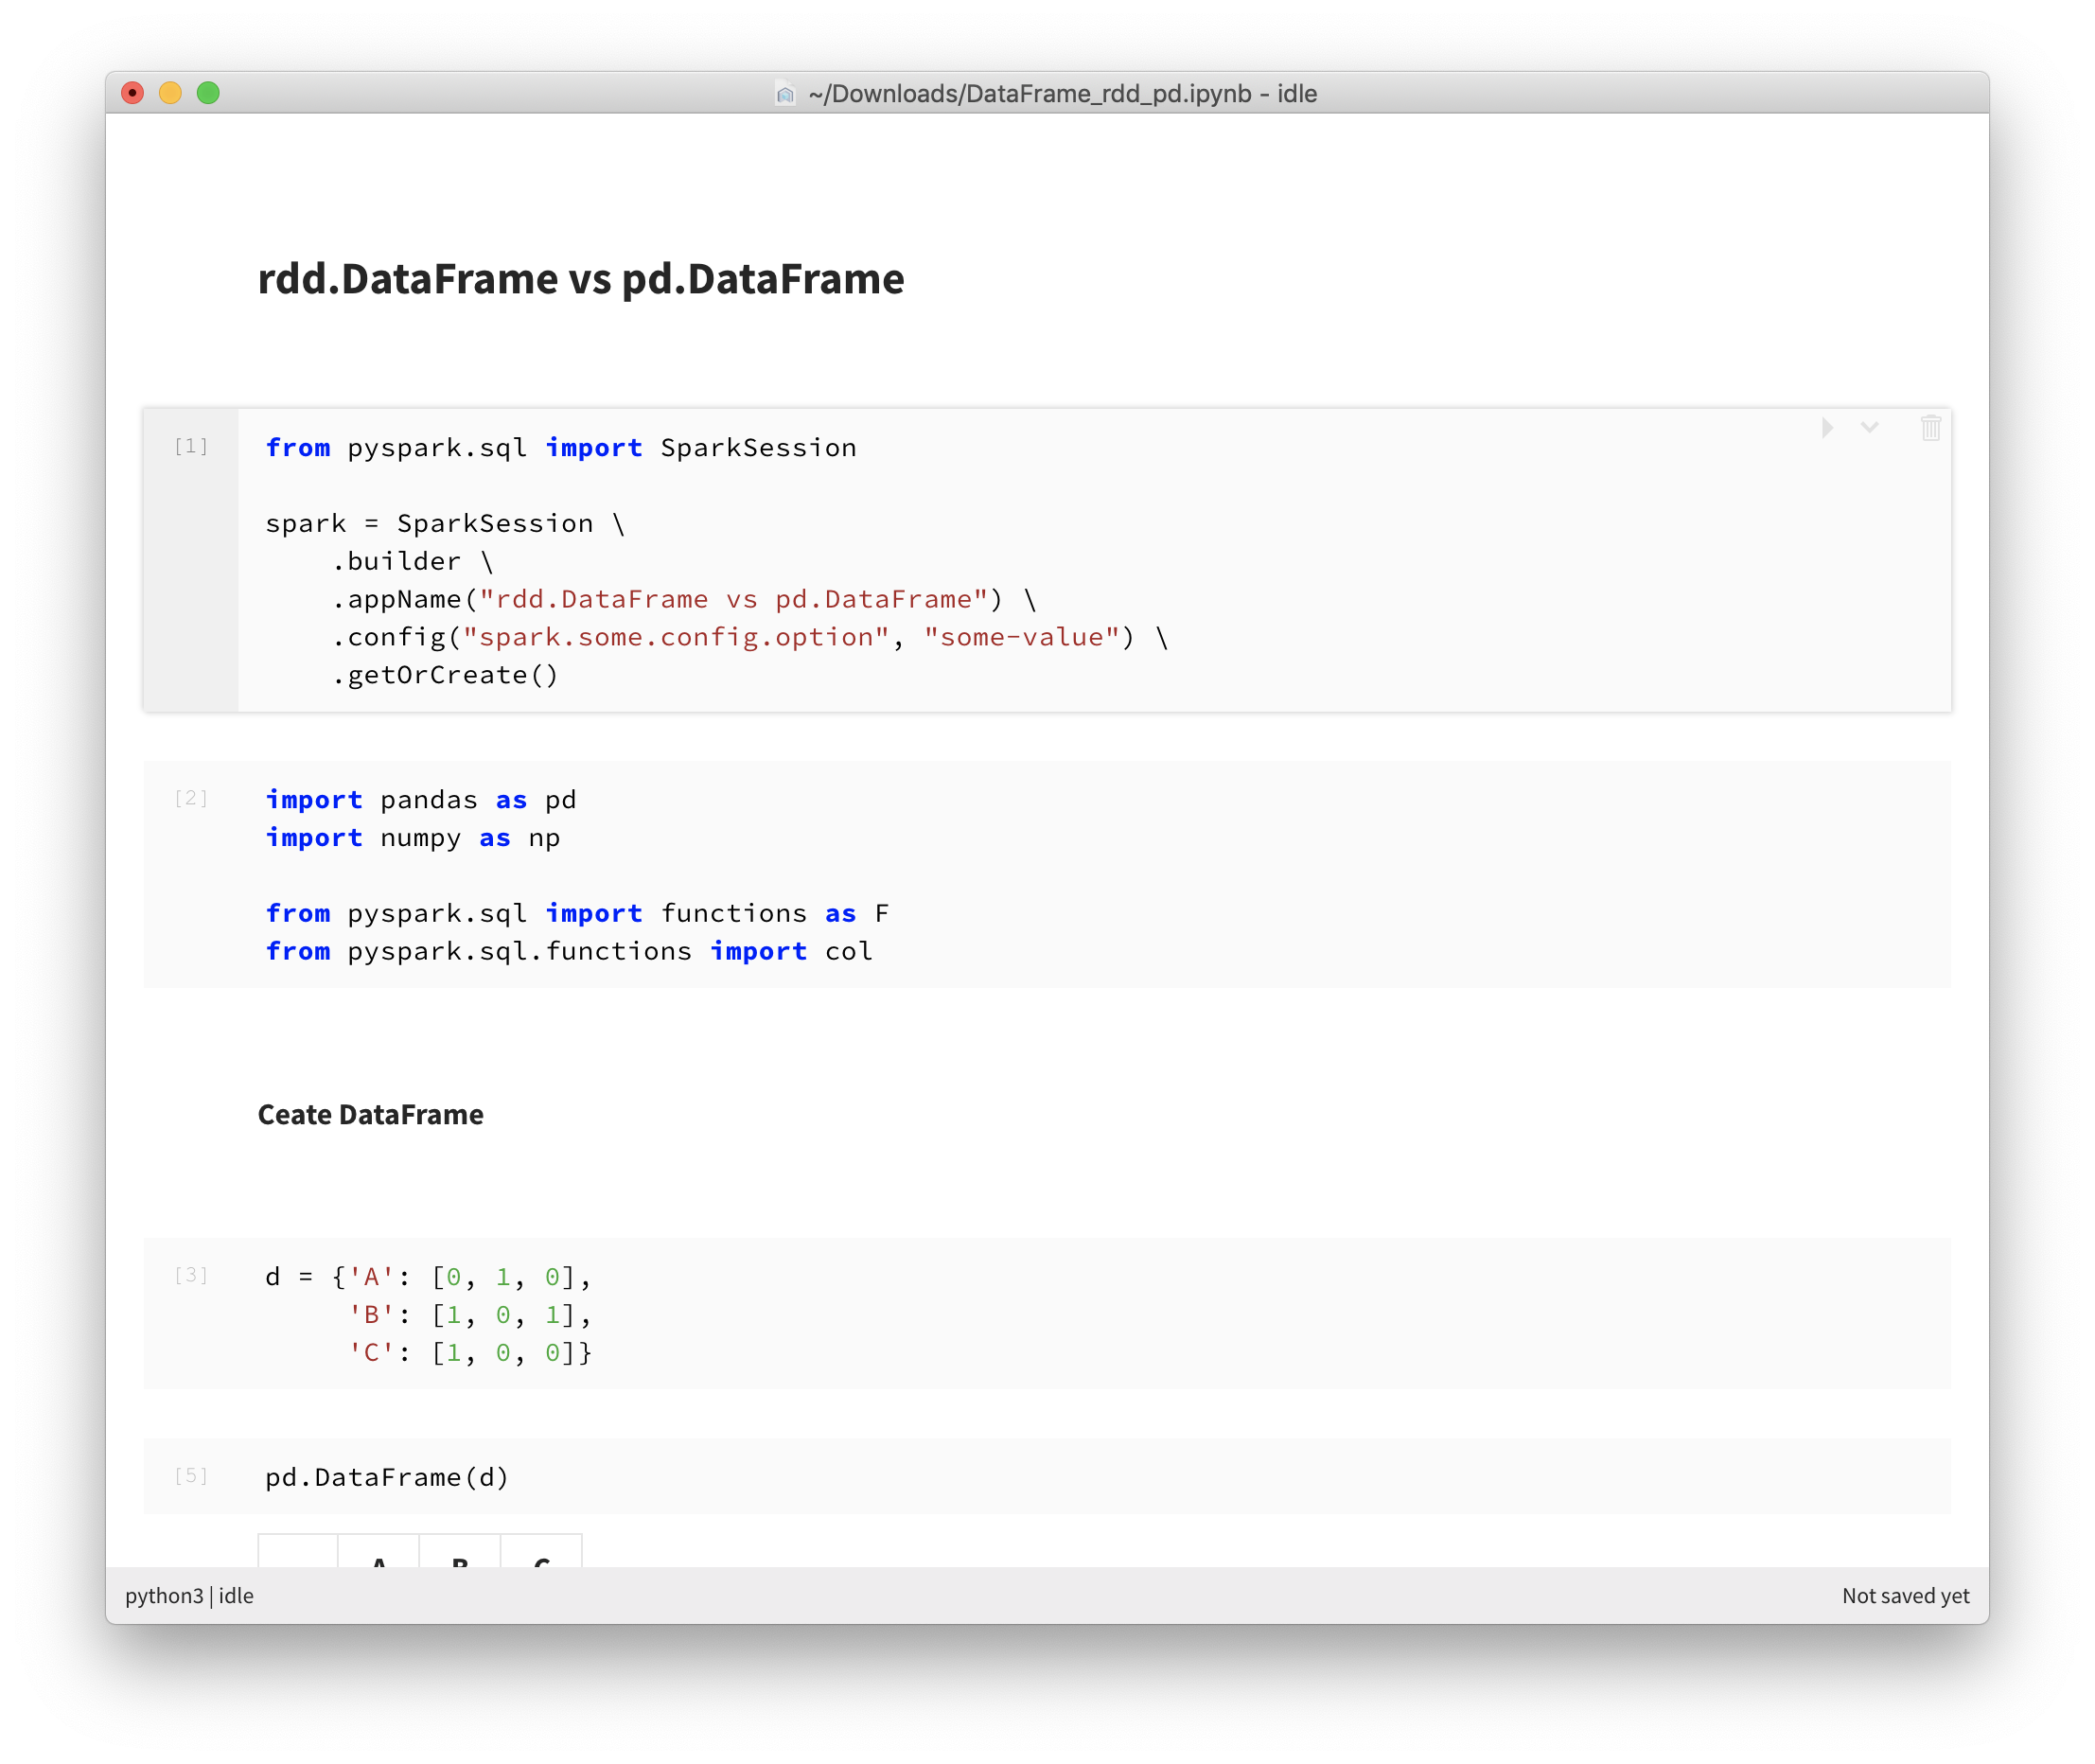 ~/Downloads/DataFrame_rdd_pd.ipynb - idle
rdd.DataFrame vs pd.DataFrame
[1]
from pyspark.sql import SparkSession
spark = SparkSession \
    .builder \
    .appName("rdd.DataFrame vs pd.DataFrame") \
    .config("spark.some.config.option", "some-value") \
    .getOrCreate()
[2]
import pandas as pd
import numpy as np
from pyspark.sql import functions as F
from pyspark.sql.functions import col
Ceate DataFrame
[3]
d = {'A': [0, 1, 0],
     'B': [1, 0, 1],
     'C': [1, 0, 0]}
[5]
pd.DataFrame(d)
A B C
python3 | idle
Not saved yet